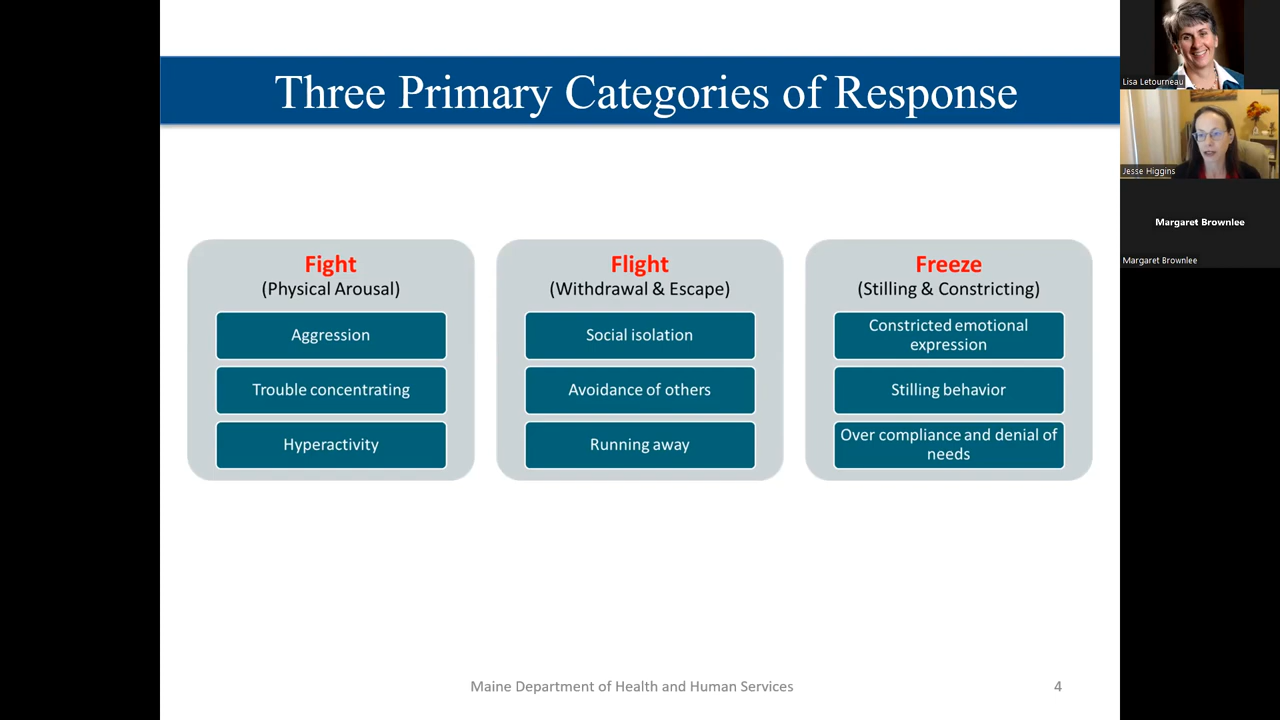 Three Primary Categories of Response
Fight
(Physical Arousal)
Aggression
Trouble concentrating
Hyperactivity
Flight
(Withdrawal & Escape)
Social isolation
Avoidance of others
Running away
Freeze
(Stilling & Constricting)
Constricted emotional
expression
Stilling behavior
Over compliance and denial of
needs
Maine Department of Health and Human Services
4
Lisa Letourneau
Jesse Higgins
Margaret Brownlee
Margaret Brownlee